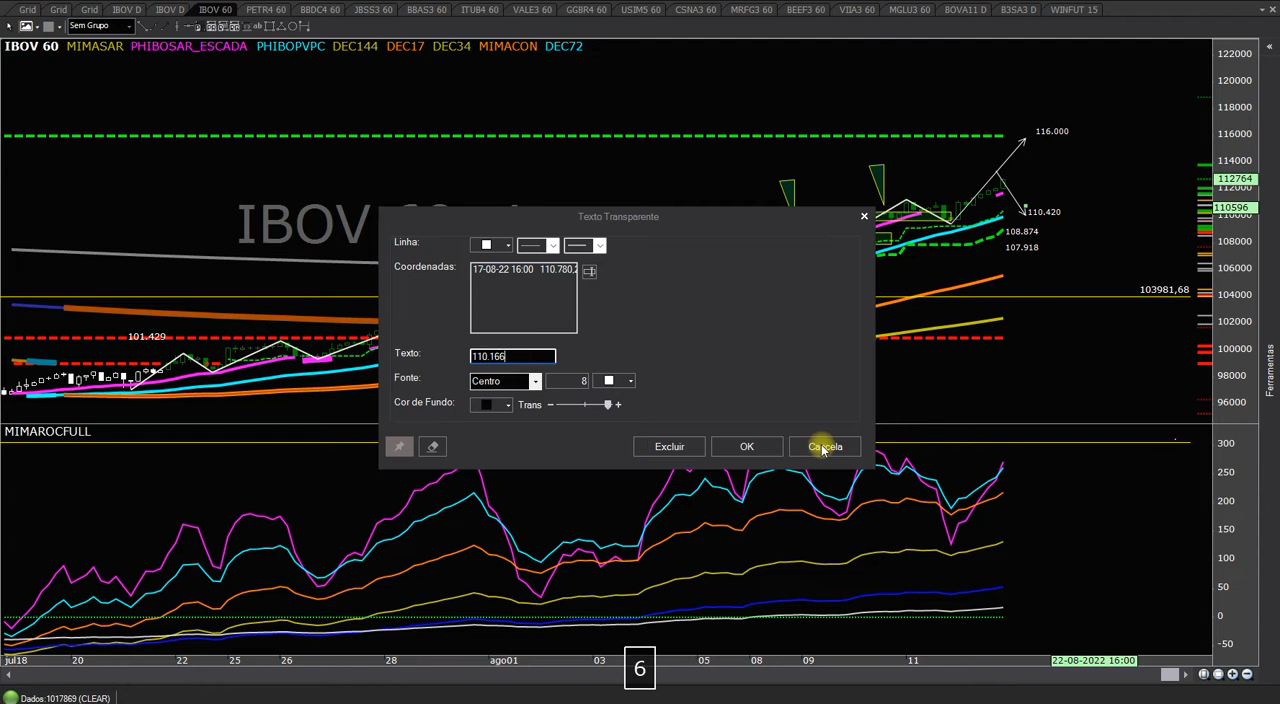 Grid Grid Grid IBOV D IBOV D IBOV 60 PETR4 60 BBDC4 60 JBSS3 60 BBAS3 60 ITUB4 60 VALE3 60 GGBR4 60 USIM5 60 CSNA3 60 MRFG3 60 BEEF3 60 VIIA3 60 MGLU3 60 BOVA11 D B3SA3 D WINFUT 15
Sem Grupo
IBOV 60 MIMASAR PHIBOSAR_ESCADA PHIBOPVPC DEC144 DEC17 DEC34 MIMACON DEC72
122000
120000
118000
116000
114000
112764
112000
110596
108000
106000
104000
102000
100000
98000
96000
116.000
110.420
108.874
107.918
103981,68
101.429
IBOV
Texto Transparente
Linha:
Coordenadas:
17-08-22 16:00 110.780,2
Texto:
110.166
Fonte:
Centro
8
Cor de Fundo:
Trans
Excluir
OK
Cancela
Ferramentas
MIMAROCFULL
300
250
200
150
100
50
0
-50
jul18 20 22 25 26 28 ago01 03 05 08 09 11 22-08-2022 16:00
6
Dados:1017869 (CLEAR)